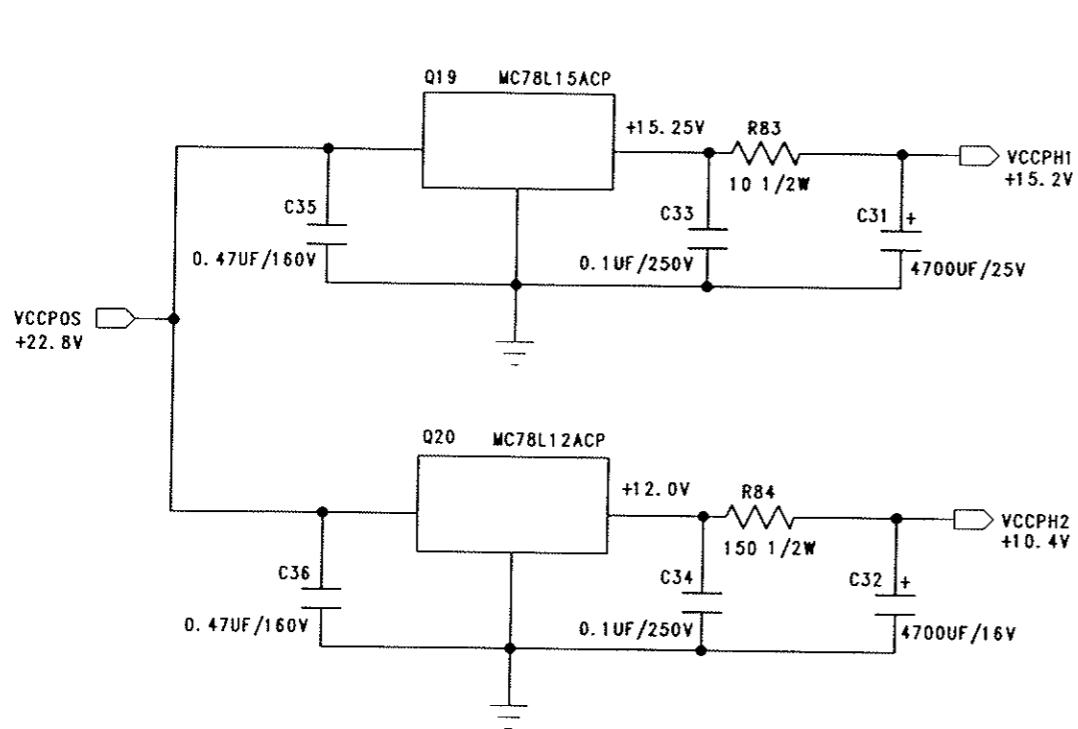 Q19 MC78L15ACP
+15.25V R83
VCCPH1
+15.2V
10 1/2W
C35 C33 C31 +
0.47UF/160V 0.1UF/250V 4700UF/25V
VCCPOS
+22.8V
Q20 MC78L12ACP
+12.0V R84
VCCPH2
+10.4V
150 1/2W
C36 C34 C32 +
0.47UF/160V 0.1UF/250V 4700UF/16V